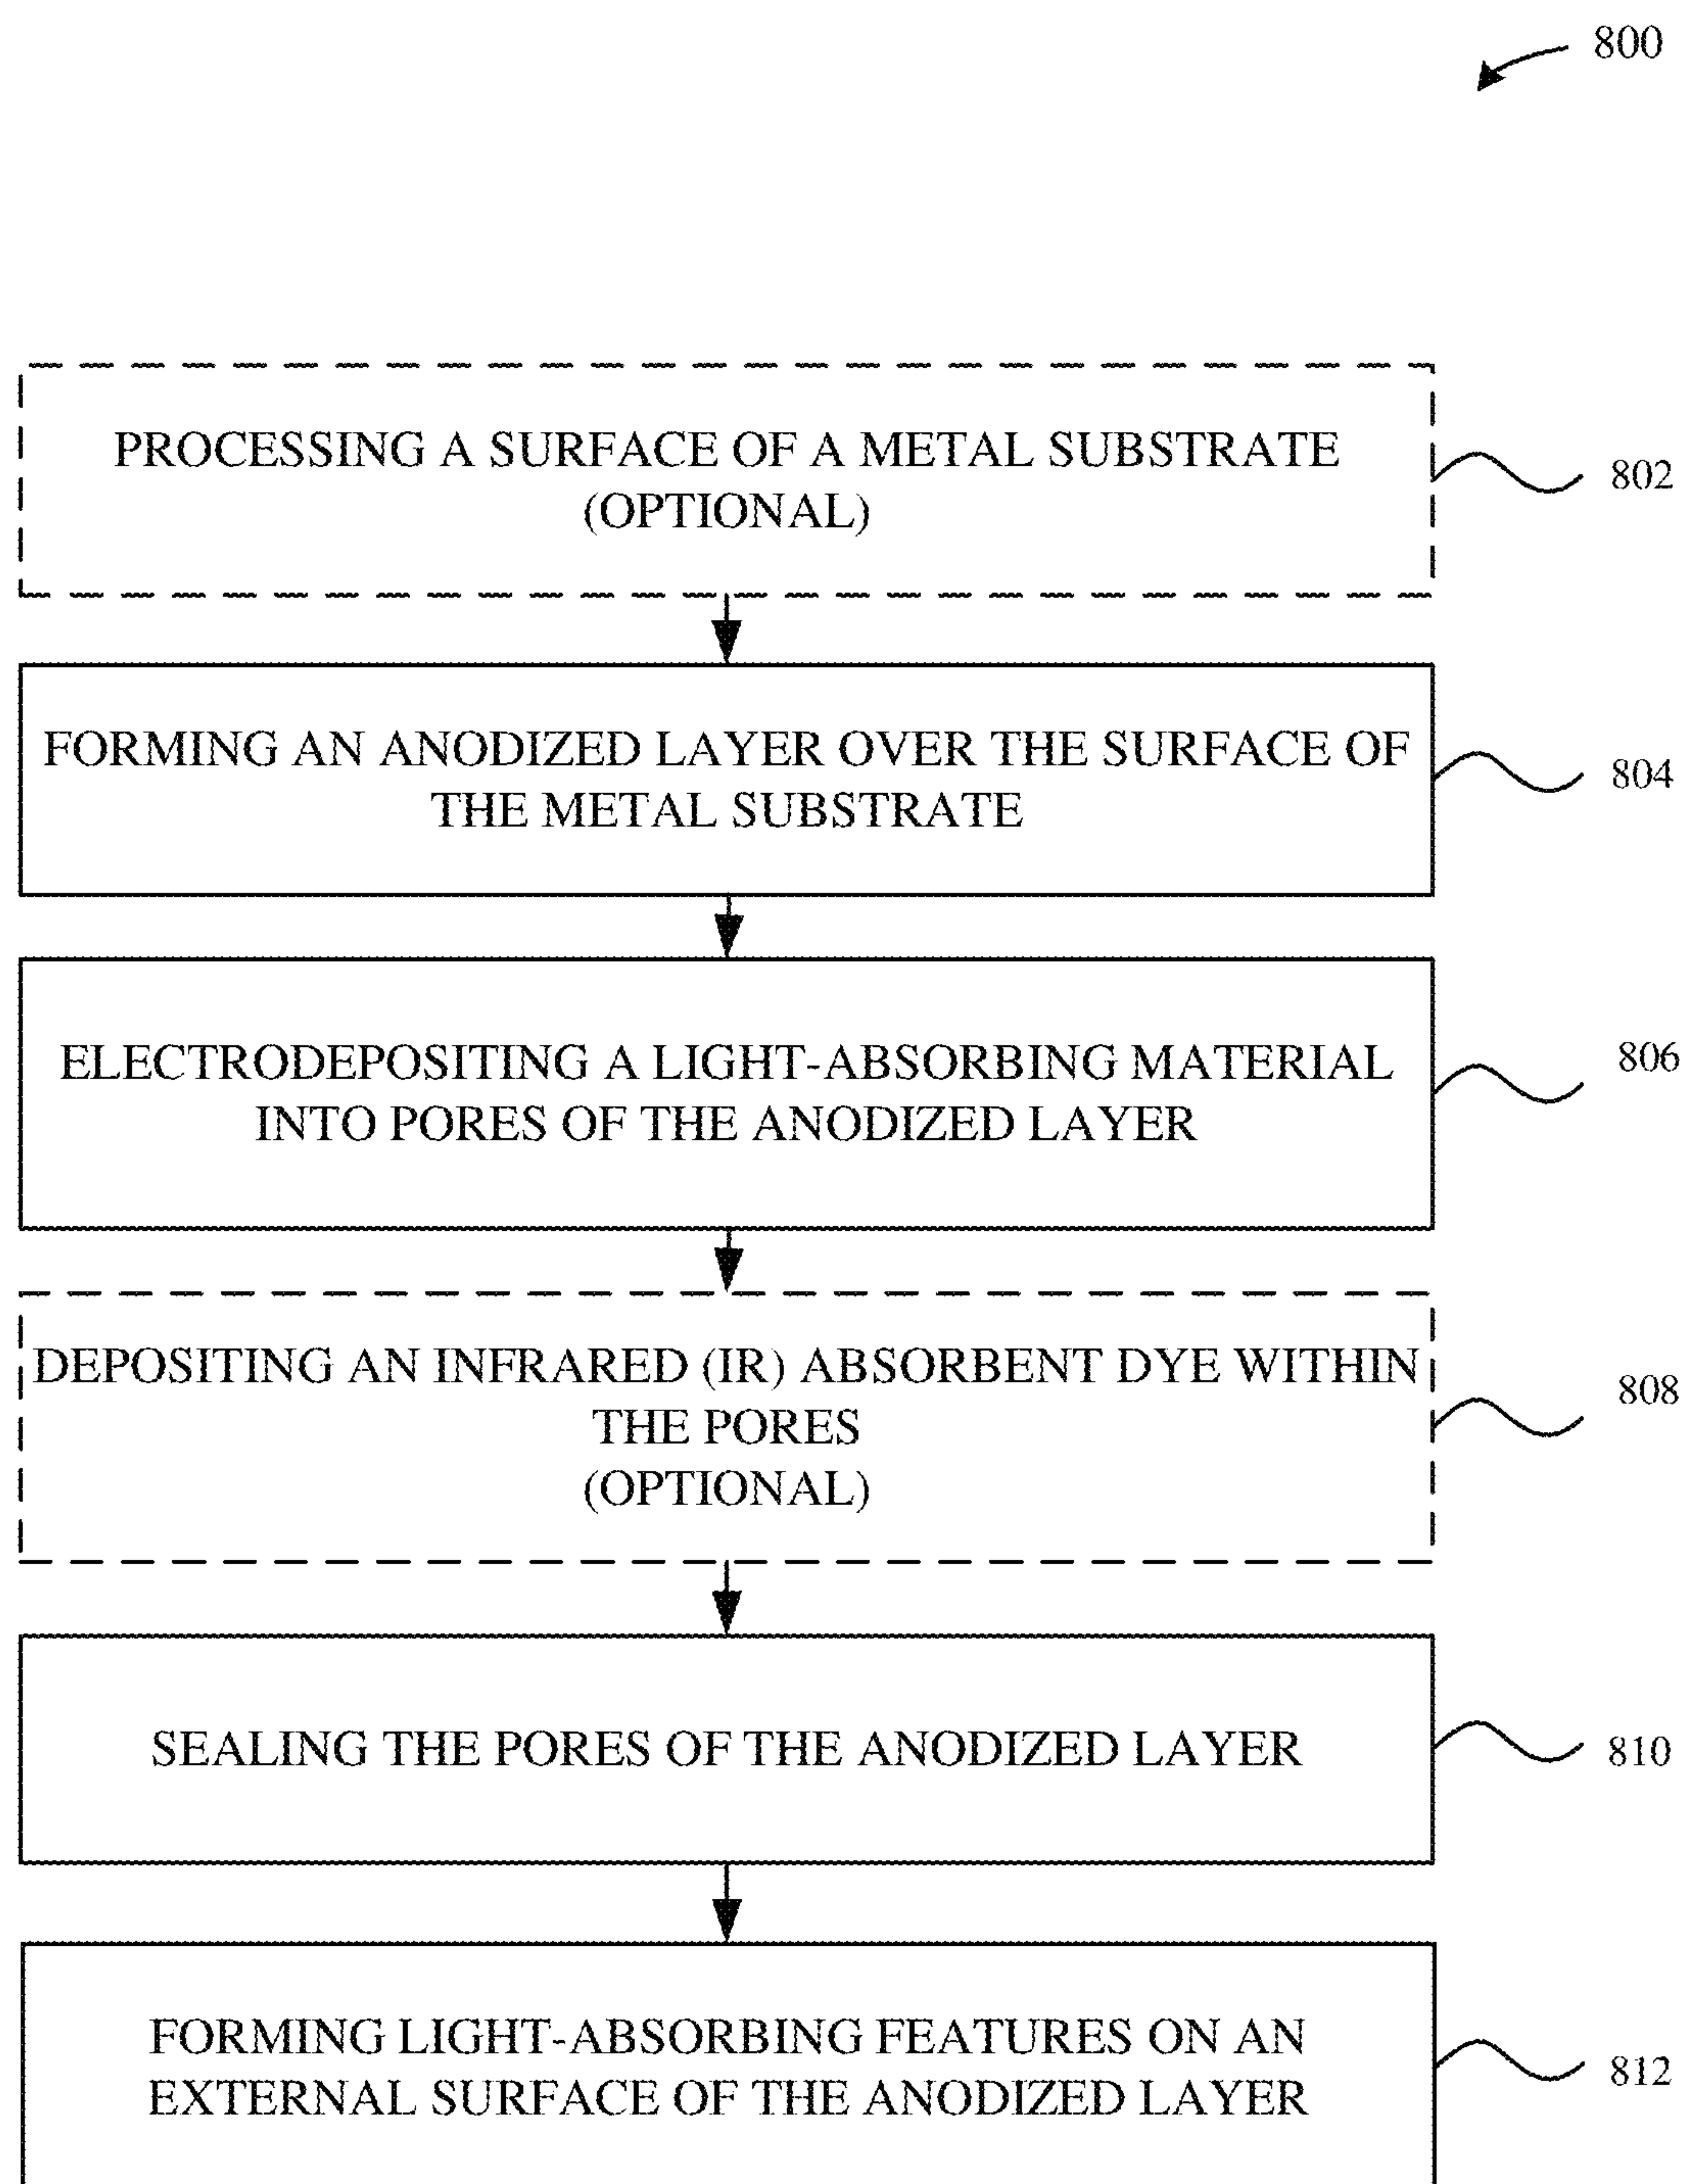 800
PROCESSING A SURFACE OF A METAL SUBSTRATE
(OPTIONAL)
802
FORMING AN ANODIZED LAYER OVER THE SURFACE OF
THE METAL SUBSTRATE
804
ELECTRODEPOSITING A LIGHT-ABSORBING MATERIAL
INTO PORES OF THE ANODIZED LAYER
806
DEPOSITING AN INFRARED (IR) ABSORBENT DYE WITHIN
THE PORES
(OPTIONAL)
808
SEALING THE PORES OF THE ANODIZED LAYER
810
FORMING LIGHT-ABSORBING FEATURES ON AN
EXTERNAL SURFACE OF THE ANODIZED LAYER
812